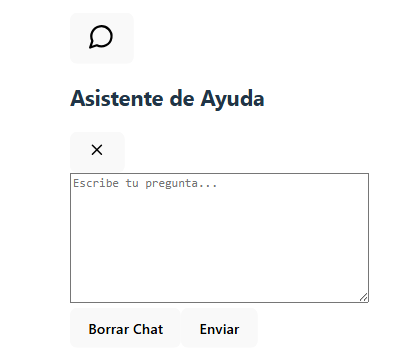 Asistente de Ayuda
Escribe tu pregunta...
Borrar Chat
Enviar